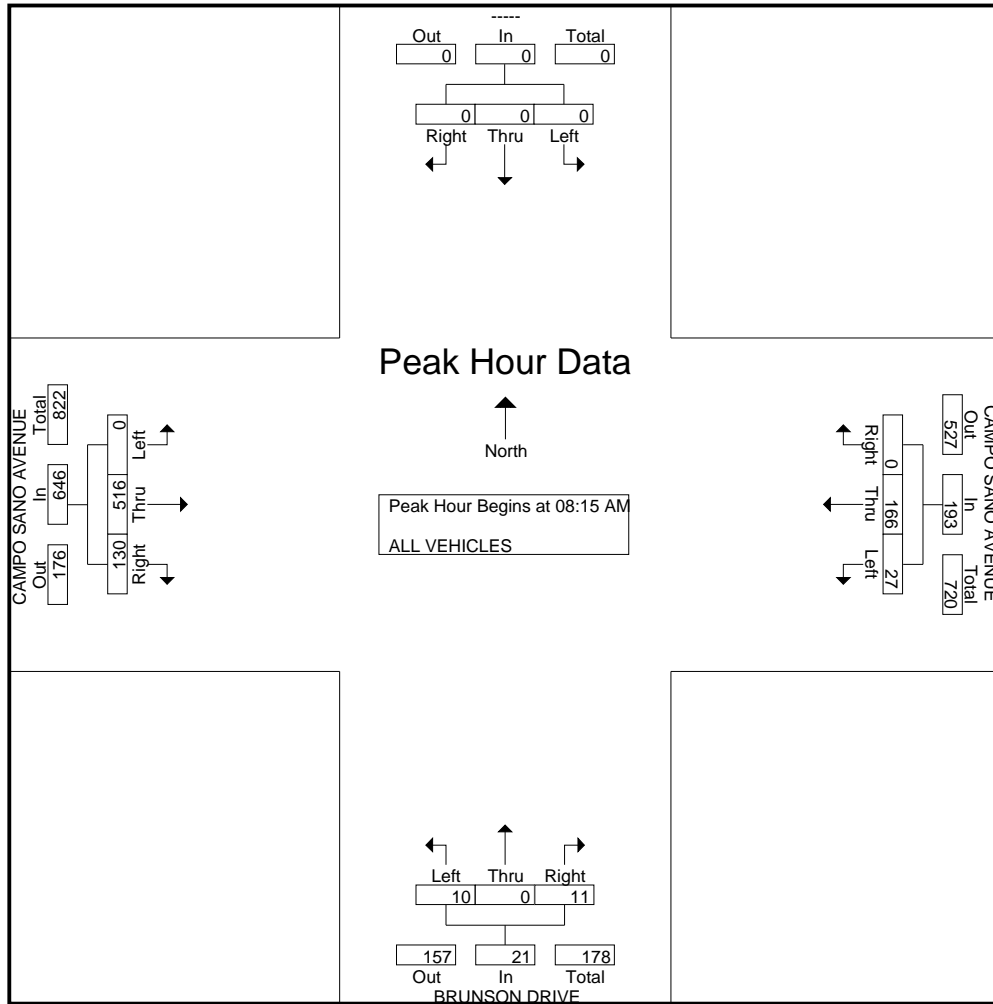 -----
Out In Total
0 0 0
0 0 0
Right Thru Left
Peak Hour Data
North
Peak Hour Begins at 08:15 AM
ALL VEHICLES
CAMPO SANO AVENUE
Out In Total
176 646 822
130 516 0
Right Thru Left
CAMPO SANO AVENUE
Out In Total
527 193 720
0 166 27
Right Thru Left
Left Thru Right
10 0 11
157 21 178
Out In Total
BRUNSON DRIVE